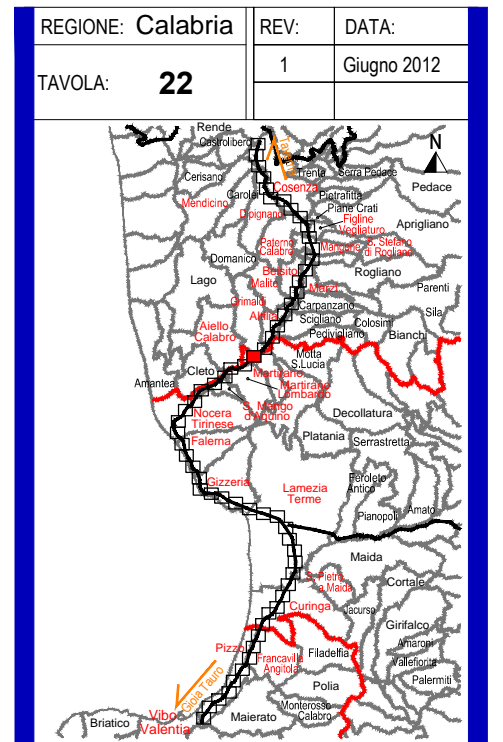 REGIONE: Calabria
REV:
DATA:
TAVOLA: 22
1
Giugno 2012
Rende
Castrolibero
N
Cerisano
Trenta
Serra Pedace
Cosenza
Pedace
Carolei
Pietrafitta
Mendicino
Dipignano
Piane Crati
Figline
Vegliaturo
Aprigliano
Paterno
Calabro
Mangone
S. Stefano
di Rogliano
Domanico
Belsito
Rogliano
Lago
Malito
Marzi
Parenti
Grimaldi
Carpanzano
Sila
Altilia
Scigliano
Colosimi
Aiello
Calabro
Pedivigliano
Bianchi
Motta
S.Lucia
Cleto
Martirano
Amantea
Martirano
Lombardo
S. Mango
d'Aquino
Nocera
Tirinese
Decollatura
Platania
Falerna
Serrastretta
Gizzeria
Lamezia
Terme
Feroleto
Antico
Pianopoli
Amato
Maida
S. Pietro
a Maida
Cortale
Curinga
Jacurso
Girifalco
Pizzo
Amaroni
Francavilla
Angitola
Filadelfia
Vallefiorita
Polia
Palermiti
Gioia Tauro
Monterosso
Calabro
Briatico
Vibo
Valentia
Maierato